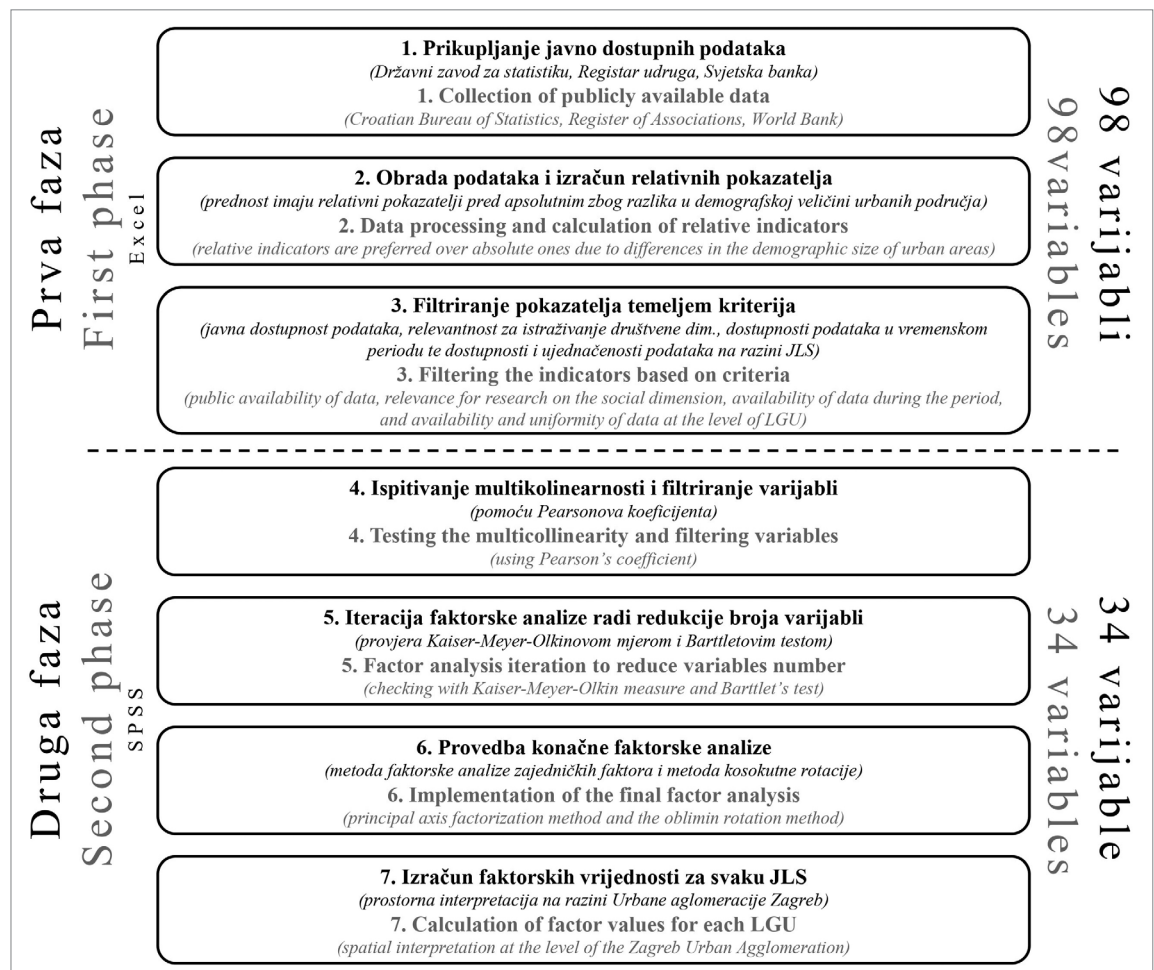 Prva faza
First phase
Excel
1. Prikupljanje javno dostupnih podataka
(Državni zavod za statistiku, Registar udruga, Svjetska banka)
1. Collection of publicly available data
(Croatian Bureau of Statistics, Register of Associations, World Bank)
2. Obrada podataka i izračun relativnih pokazatelja
(prednost imaju relativni pokazatelji pred apsolutnim zbog razlika u demografskoj veličini urbanih područja)
2. Data processing and calculation of relative indicators
(relative indicators are preferred over absolute ones due to differences in the demographic size of urban areas)
3. Filtriranje pokazatelja temeljem kriterija
(javna dostupnost podataka, relevantnost za istraživanje društvene dim., dostupnosti podataka u vremenskom
periodu te dostupnosti i ujednačenosti podataka na razini JLS)
3. Filtering the indicators based on criteria
(public availability of data, relevance for research on the social dimension, availability of data during the period,
and availability and uniformity of data at the level of LGU)
98variables
98 varijabli
Druga faza
Second phase
SPSS
4. Ispitivanje multikolinearnosti i filtriranje varijabli
(pomoću Pearsonova koeficijenta)
4. Testing the multicollinearity and filtering variables
(using Pearson's coefficient)
5. Iteracija faktorske analize radi redukcije broja varijabli
(provjera Kaiser-Meyer-Olkinovom mjerom i Barttletovim testom)
5. Factor analysis iteration to reduce variables number
(checking with Kaiser-Meyer-Olkin measure and Barttlet's test)
6. Provedba konačne faktorske analize
(metoda faktorske analize zajedničkih faktora i metoda kosokutne rotacije)
6. Implementation of the final factor analysis
(principal axis factorization method and the oblimin rotation method)
7. Izračun faktorskih vrijednosti za svaku JLS
(prostorna interpretacija na razini Urbane aglomeracije Zagreb)
7. Calculation of factor values for each LGU
(spatial interpretation at the level of the Zagreb Urban Agglomeration)
34 variables
34 varijable